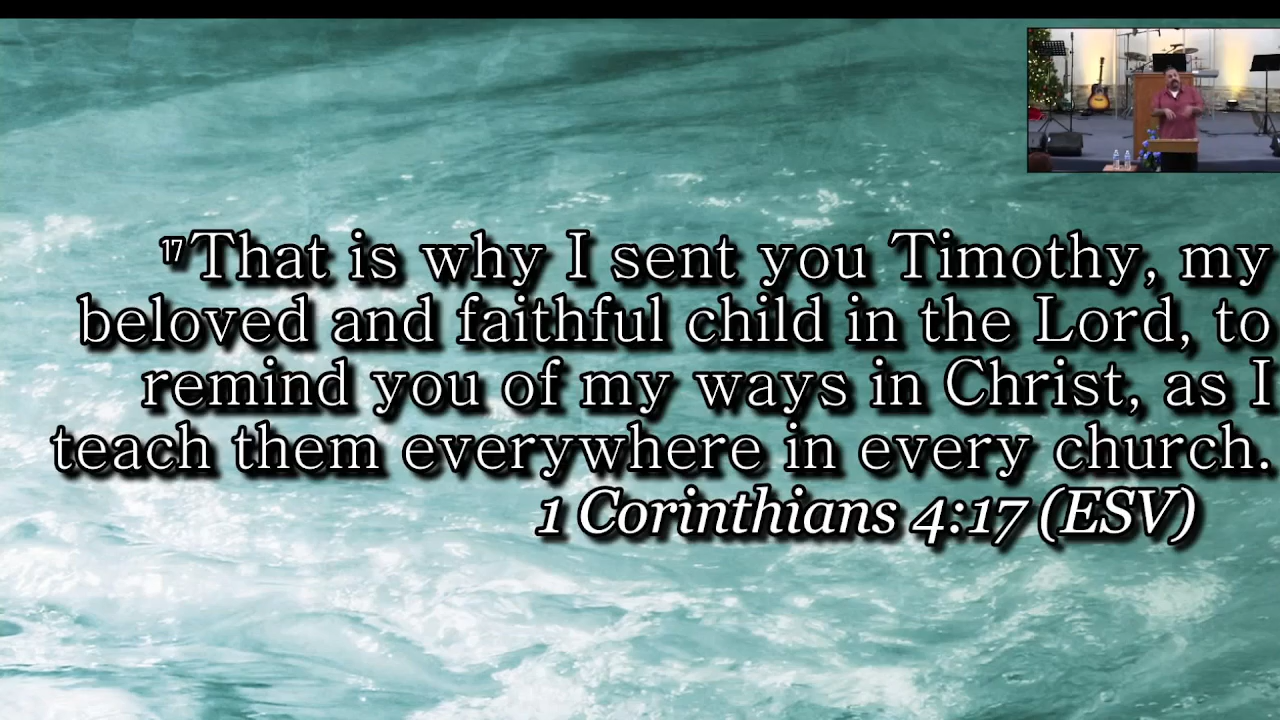 17That is why I sent you Timothy, my
beloved and faithful child in the Lord, to
remind you of my ways in Christ, as I
teach them everywhere in every church.
1 Corinthians 4:17 (ESV)